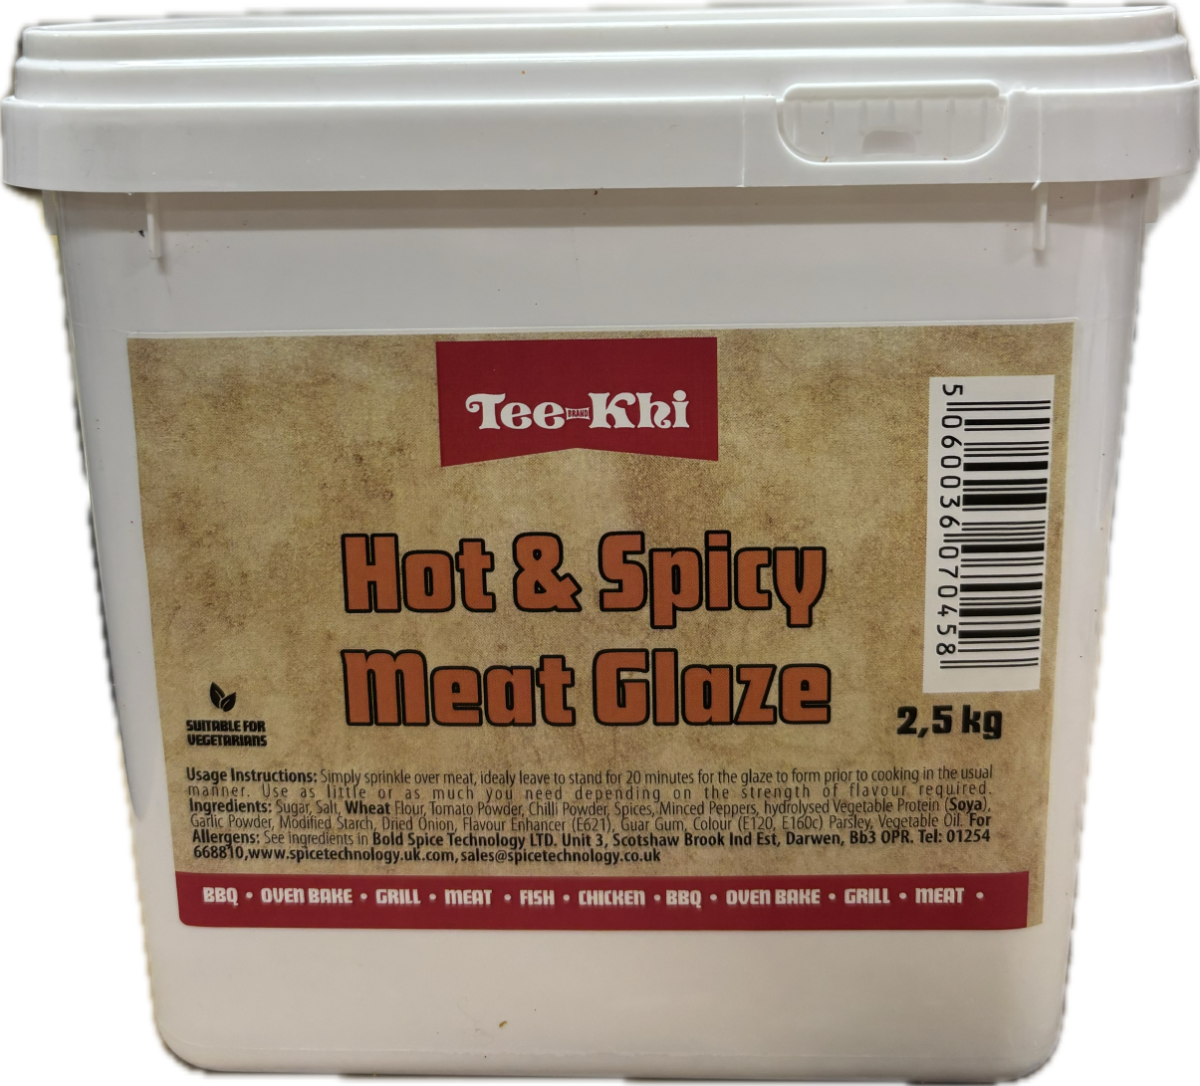 Tee-BRAND-Khi
5 060036 070458
Hot & Spicy
Meat Glaze
SUITABLE FOR
VEGETARIANS
2,5 kg
Usage Instructions: Simply sprinkle over meat, idealy leave to stand for 20 minutes for the glaze to form prior to cooking in the usual
manner. Use as little or as much you need depending on the strength of flavour required.
Ingredients: Sugar, Salt, Wheat Flour, Tomato Powder, Chilli Powder, Spices, Minced Peppers, hydrolysed Vegetable Protein (Soya),
Garlic Powder, Modified Starch, Dried Onion, Flavour Enhancer (E621), Guar Gum, Colour (E120, E160c) Parsley, Vegetable Oil. For
Allergens: See ingredients in Bold Spice Technology LTD. Unit 3, Scotshaw Brook Ind Est, Darwen, Bb3 OPR. Tel: 01254
668810,www.spicetechnology.uk.com, sales@spicetechnology.co.uk
BBQ • OVEN BAKE • GRILL • MEAT • FISH • CHICKEN • BBQ • OVEN BAKE • GRILL • MEAT •